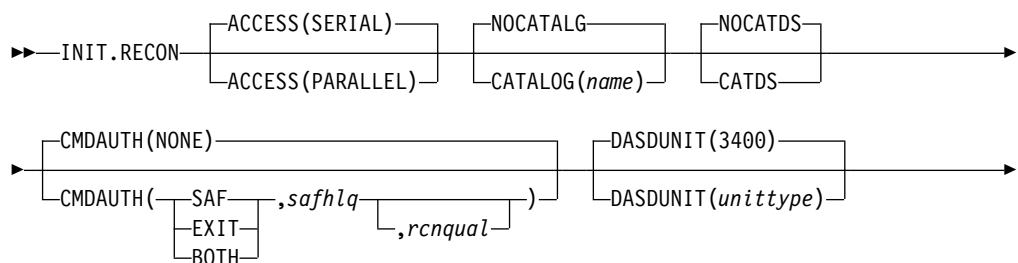 ACCESS(SERIAL) NOCATALG NOCATDS
INIT.RECON
ACCESS(PARALLEL) CATALOG(name) CATDS
CMDAUTH(NONE) DASDUNIT(3400)
CMDAUTH( SAF ,safhlq ) DASDUNIT(unittype)
EXIT ,rcnqual
BOTH